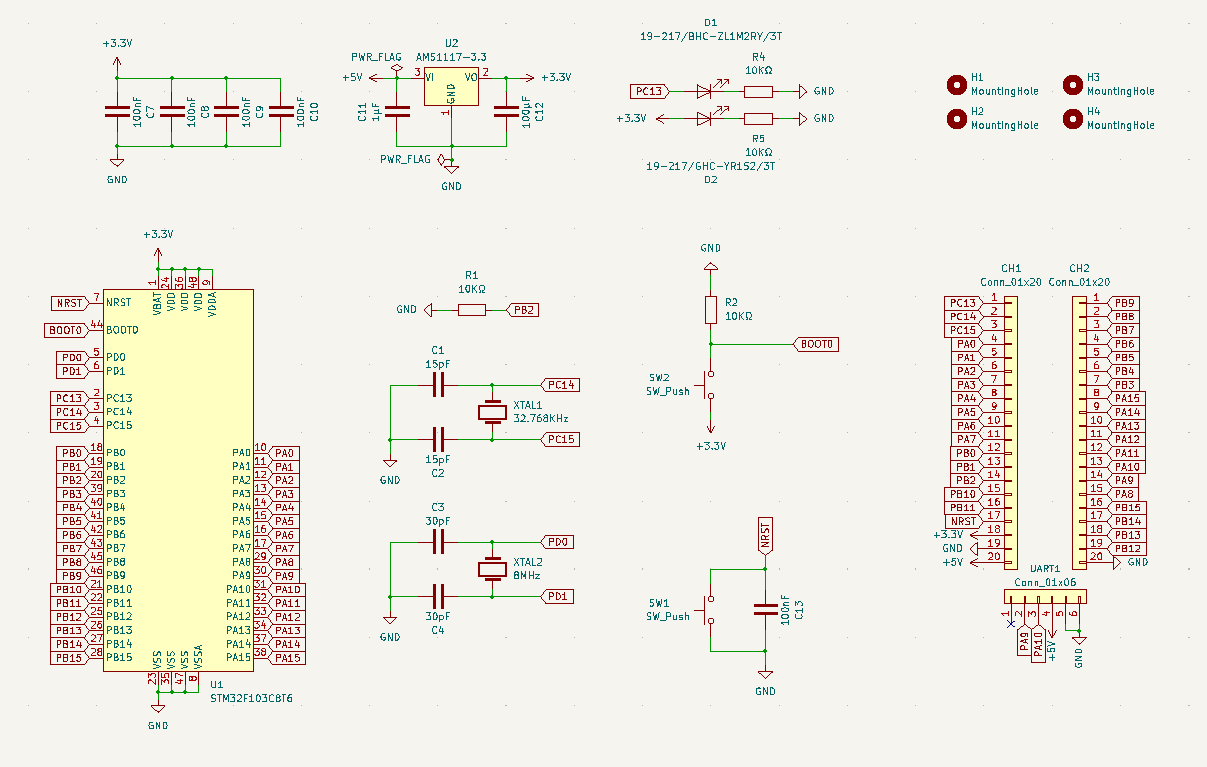 +3.3V
100nF
C7
100nF
C8
100nF
C9
100nF
C10
GND
U2
PWR_FLAG
AMS1117-3.3
+5V
3
VI
VO
2
+3.3V
GND
1
C11
1µF
100µF
C12
PWR_FLAG
GND
D1
19-217/BHC-ZL1M2RY/3T
R4
10KΩ
PC13
GND
+3.3V
GND
R5
10KΩ
19-217/GHC-YR1S2/3T
D2
H1
MountingHole
H3
MountingHole
H2
MountingHole
H4
MountingHole
+3.3V
1
24
36
48
9
VBAT
VDD
VDD
VDD
VDDA
NRST 7 NRST
BOOT0 44 BOOT0
PD0 5 PD0
PD1 6 PD1
PC13 2 PC13
PC14 3 PC14
PC15 4 PC15
PB0 18 PB0 PA0 10 PA0
PB1 19 PB1 PA1 11 PA1
PB2 20 PB2 PA2 12 PA2
PB3 39 PB3 PA3 13 PA3
PB4 40 PB4 PA4 14 PA4
PB5 41 PB5 PA5 15 PA5
PB6 42 PB6 PA6 16 PA6
PB7 43 PB7 PA7 17 PA7
PB8 45 PB8 PA8 29 PA8
PB9 46 PB9 PA9 30 PA9
PB10 21 PB10 PA10 31 PA10
PB11 22 PB11 PA11 32 PA11
PB12 25 PB12 PA12 33 PA12
PB13 26 PB13 PA13 34 PA13
PB14 27 PB14 PA14 37 PA14
PB15 28 PB15 PA15 38 PA15
VSS
VSS
VSS
VSSA
23
35
47
8
U1
STM32F103C8T6
GND
R1
10KΩ
GND
PB2
C1
15pF
PC14
XTAL1
32.768KHz
PC15
15pF
C2
GND
C3
30pF
PD0
XTAL2
8MHz
PD1
30pF
C4
GND
GND
R2
10KΩ
BOOT0
SW2
SW_Push
+3.3V
NRST
SW1
SW_Push
100nF
C13
GND
CH1
Conn_01x20
PC13 1
PC14 2
PC15 3
PA0 4
PA1 5
PA2 6
PA3 7
PA4 8
PA5 9
PA6 10
PA7 11
PB0 12
PB1 13
PB2 14
PB10 15
PB11 16
NRST 17
+3.3V 18
GND 19
+5V 20
CH2
Conn_01x20
1 PB9
2 PB8
3 PB7
4 PB6
5 PB5
6 PB4
7 PB3
8 PA15
9 PA14
10 PA13
11 PA12
12 PA11
13 PA10
14 PA9
15 PA8
16 PB15
17 PB14
18 PB13
19 PB12
20 GND
UART1
Conn_01x06
1
2
3
4
5
6
PA9
PA10
+5V
GND